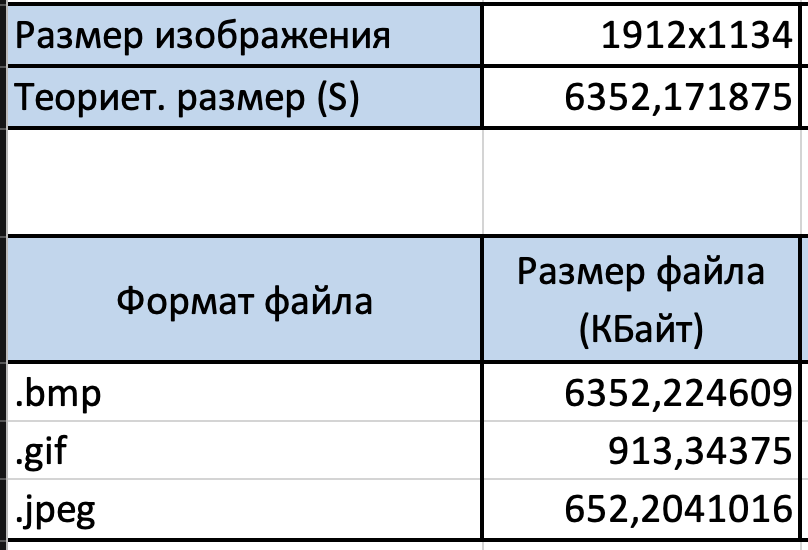 Размер изображения 1912x1134
Теориет. размер (S) 6352,171875
Формат файла
Размер файла
(КБайт)
.bmp 6352,224609
.gif 913,34375
.jpeg 652,2041016